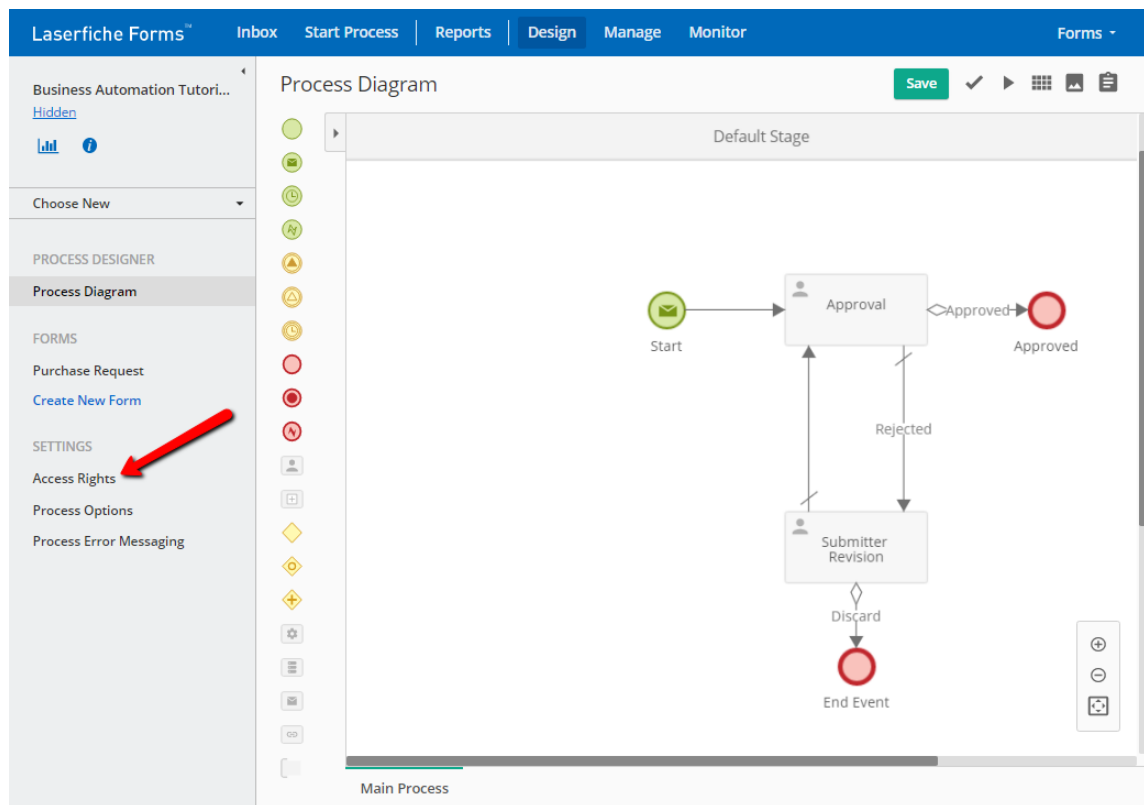 Laserfiche Forms™ Inbox Start Process Reports Design Manage Monitor Forms
Business Automation Tutori...
Hidden
Choose New
PROCESS DESIGNER
Process Diagram
FORMS
Purchase Request
Create New Form
SETTINGS
Access Rights
Process Options
Process Error Messaging
Process Diagram
Save
Default Stage
Start
Approval
Approved
Approved
Rejected
Submitter
Revision
Discard
End Event
Main Process